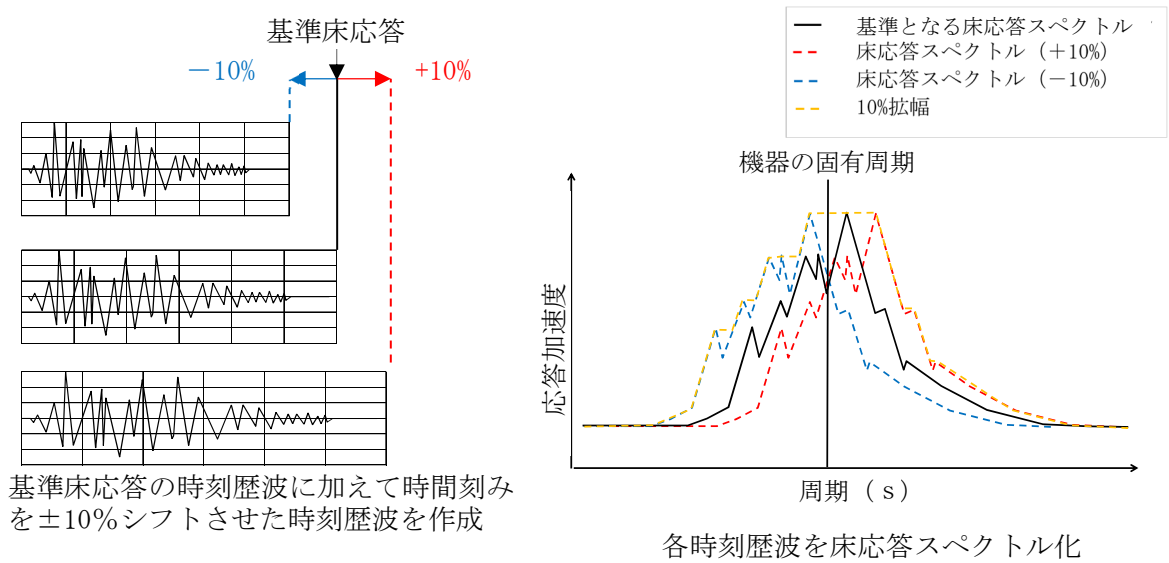 基準床応答
－10%
+10%
基準床応答の時刻歴波に加えて時間刻み
を±10％シフトさせた時刻歴波を作成
基準となる床応答スペクトル
床応答スペクトル（＋10%）
床応答スペクトル（－10%）
10%拡幅
機器の固有周期
応答加速度
周期（ｓ）
各時刻歴波を床応答スペクトル化